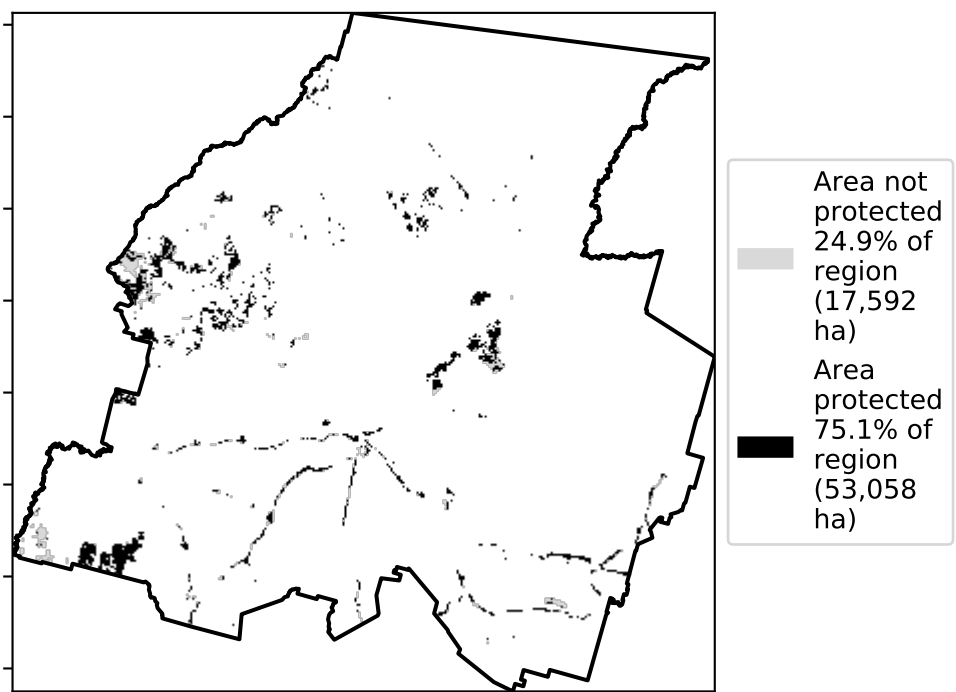 Area not
protected
24.9% of
region
(17,592
ha)
Area
protected
75.1% of
region
(53,058
ha)